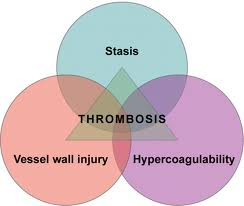 Stasis
THROMBOSIS
Vessel wall injury
Hypercoagulability